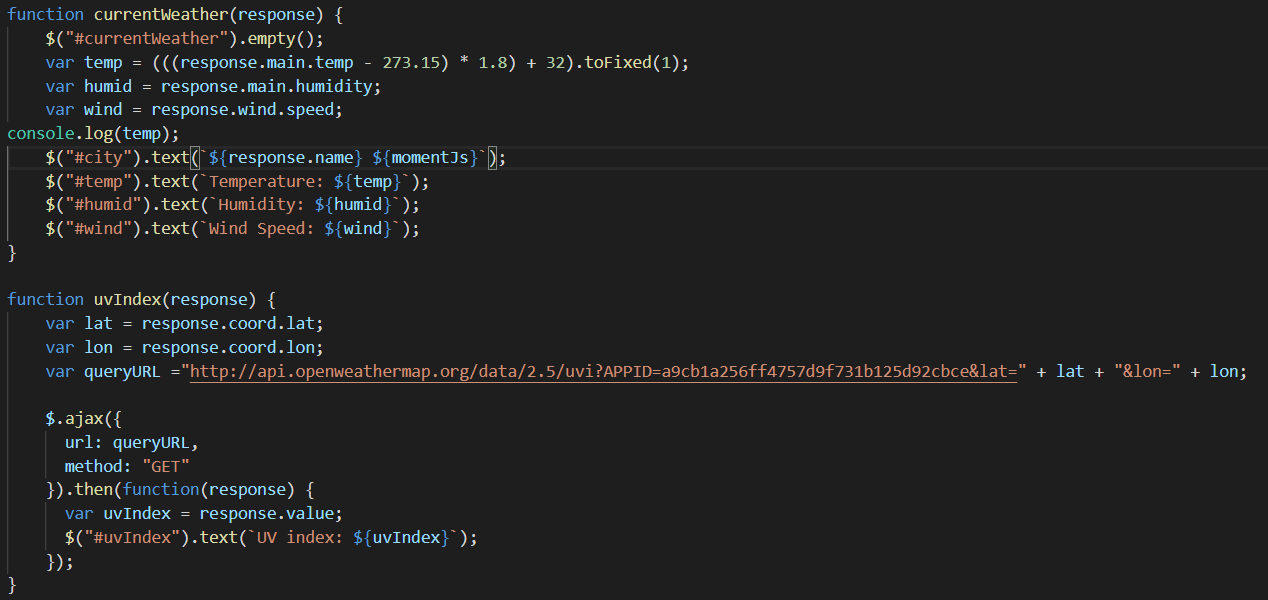 function currentWeather(response) {
    $("#currentWeather").empty();
    var temp = (((response.main.temp - 273.15) * 1.8) + 32).toFixed(1);
    var humid = response.main.humidity;
    var wind = response.wind.speed;
console.log(temp);
    $("#city").text(`${response.name} ${momentJs}`);
    $("#temp").text(`Temperature: ${temp}`);
    $("#humid").text(`Humidity: ${humid}`);
    $("#wind").text(`Wind Speed: ${wind}`);
}

function uvIndex(response) {
    var lat = response.coord.lat;
    var lon = response.coord.lon;
    var queryURL ="http://api.openweathermap.org/data/2.5/uvi?APPID=a9cb1a256ff4757d9f731b125d92cbce&lat=" + lat + "&lon=" + lon;

    $.ajax({
      url: queryURL,
      method: "GET"
    }).then(function(response) {
      var uvIndex = response.value;
      $("#uvIndex").text(`UV index: ${uvIndex}`);
    });
}